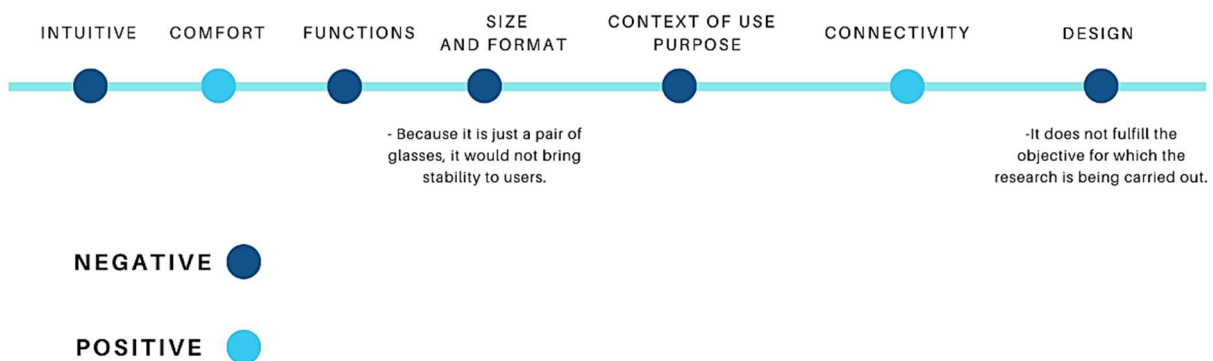 INTUITIVE
COMFORT
FUNCTIONS
SIZE
AND FORMAT
CONTEXT OF USE
PURPOSE
CONNECTIVITY
DESIGN
- Because it is just a pair of
glasses, it would not bring
stability to users.
-It does not fulfill the
objective for which the
research is being carried out.
NEGATIVE
POSITIVE